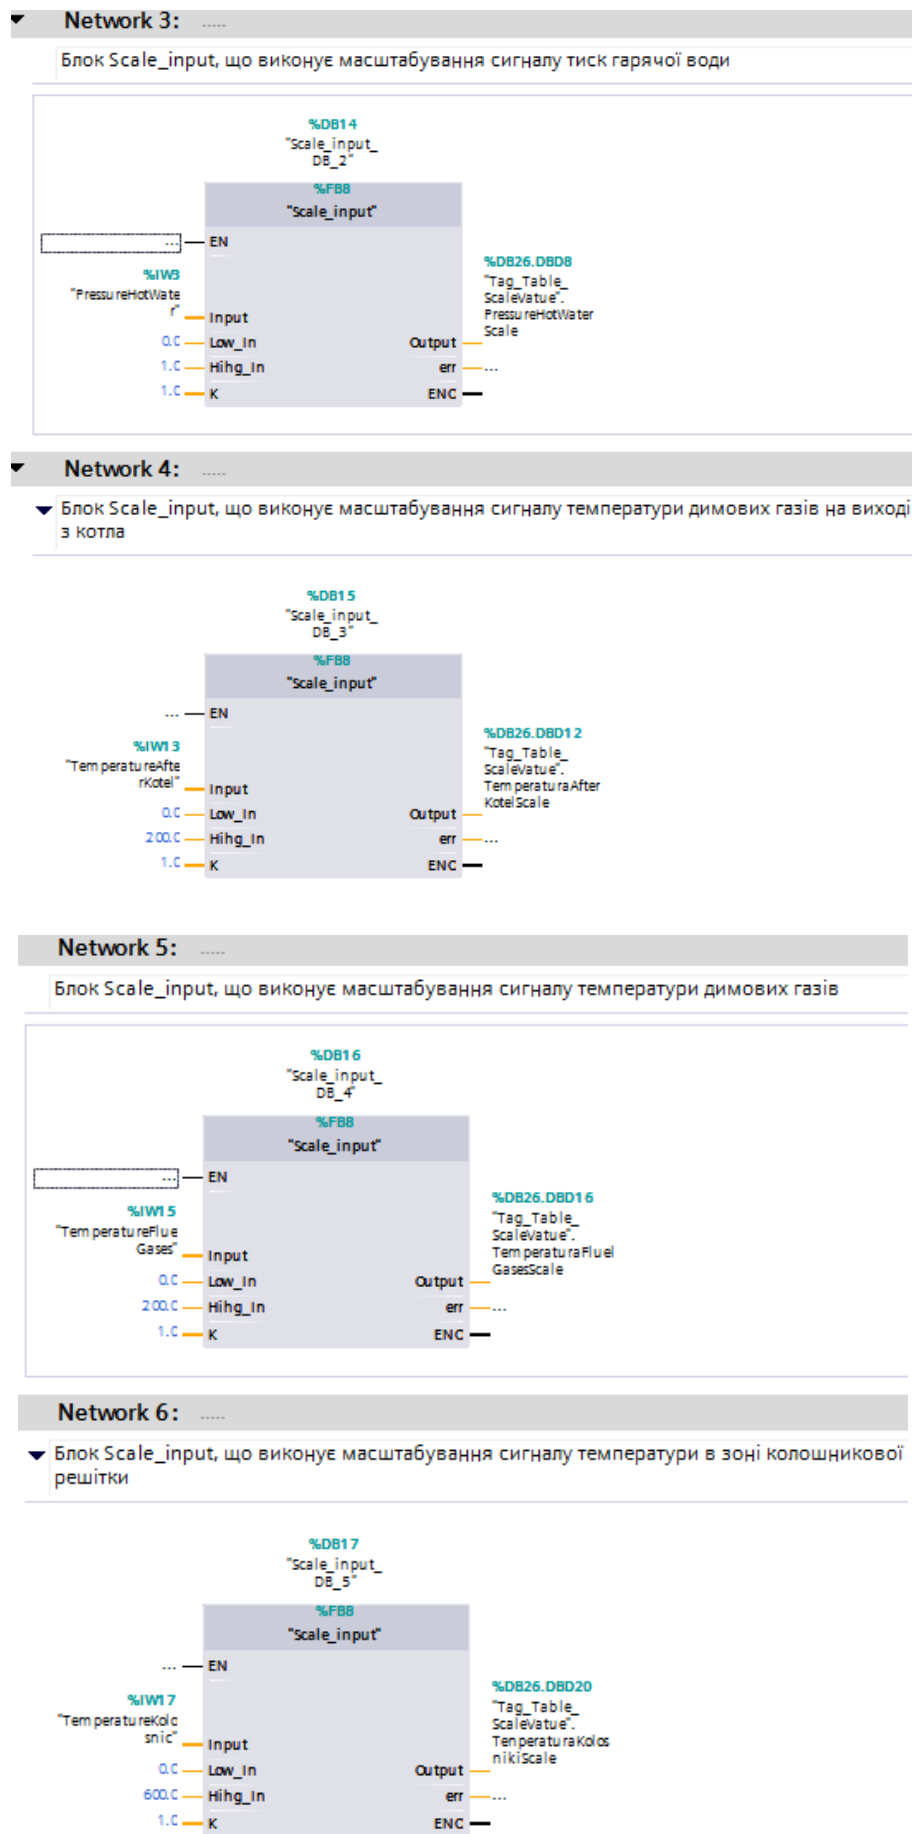 Network 3: .....
Блок Scale_input, що виконує масштабування сигналу тиск гарячої води
%DB14
"Scale_input_
DB_2"
%FB8
"Scale_input"
... EN
%IW3
"PressureHotWate
r" Input
%DB26.DBD8
"Tag_Table_
ScaleVatue".
PressureHotWater
Scale
0.0 Low_In Output
1.0 Hihg_In err ...
1.0 K ENO
Network 4: .....
Блок Scale_input, що виконує масштабування сигналу температури димових газів на виході
з котла
%DB15
"Scale_input_
DB_3"
%FB8
"Scale_input"
... EN
%IW13
"TemperatureAfte
rKotel" Input
%DB26.DBD12
"Tag_Table_
ScaleVatue".
TemperaturaAfter
KotelScale
0.0 Low_In Output
200.0 Hihg_In err ...
1.0 K ENO
Network 5: .....
Блок Scale_input, що виконує масштабування сигналу температури димових газів
%DB16
"Scale_input_
DB_4"
%FB8
"Scale_input"
... EN
%IW15
"TemperatureFlue
Gases" Input
%DB26.DBD16
"Tag_Table_
ScaleVatue".
TemperaturaFluel
GasesScale
0.0 Low_In Output
200.0 Hihg_In err ...
1.0 K ENO
Network 6: .....
Блок Scale_input, що виконує масштабування сигналу температури в зоні колошникової
решітки
%DB17
"Scale_input_
DB_5"
%FB8
"Scale_input"
... EN
%IW17
"TemperatureKolo
snic" Input
%DB26.DBD20
"Tag_Table_
ScaleVatue".
TenperaturaKolos
nikiScale
0.0 Low_In Output
600.0 Hihg_In err ...
1.0 K ENO